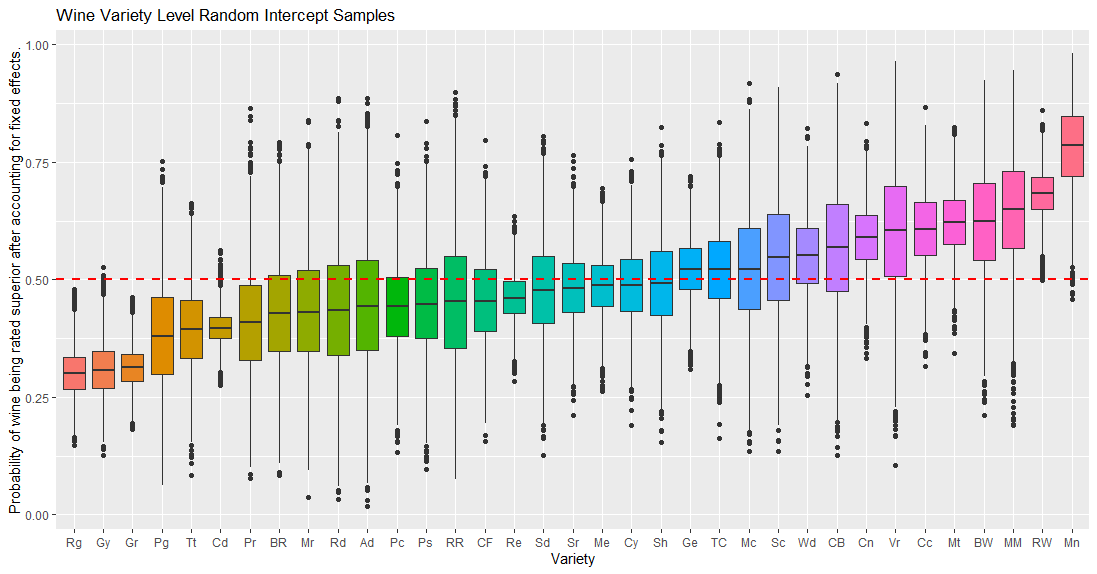 Wine Variety Level Random Intercept Samples
Probability of wine being rated superior after accounting for fixed effects.
1.00
0.75
0.50
0.25
0.00
Rg Gy Gr Pg Tt Cd Pr BR Mr Rd Ad Pc Ps RR CF Re Sd Sr Me Cy Sh Ge TC Mc Sc Wd CB Cn Vr Cc Mt BW MM RW Mn
Variety